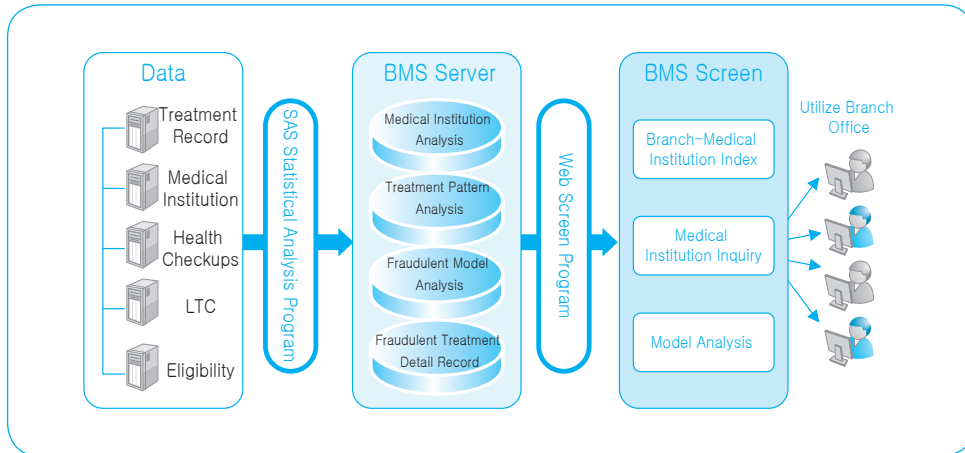 Data
Treatment
Record
Medical
Institution
Health
Checkups
LTC
Eligibility
SAS Statistical Analysis Program
BMS Server
Medical Institution
Analysis
Treatment Pattern
Analysis
Fraudulent Model
Analysis
Fraudulent Treatment
Detail Record
Web Screen Program
BMS Screen
Branch-Medical
Institution Index
Medical
Institution Inquiry
Model Analysis
Utilize Branch
Office